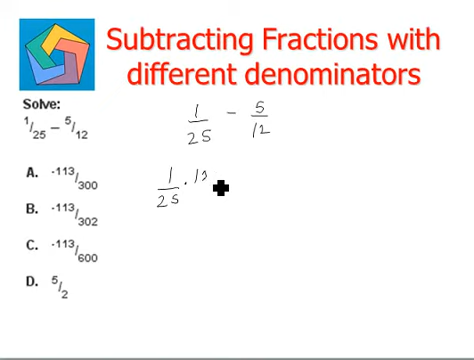 Subtracting Fractions with
different denominators
Solve:
1/25 – 5/12
A. -113/300
B. -113/302
C. -113/600
D. 5/2
1/25 – 5/12
1/25 ·